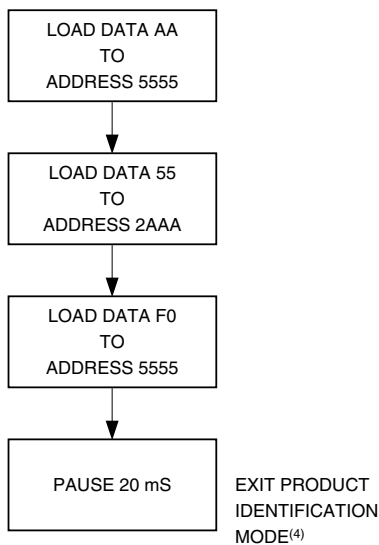 LOAD DATA AA
TO
ADDRESS 5555
LOAD DATA 55
TO
ADDRESS 2AAA
LOAD DATA F0
TO
ADDRESS 5555
PAUSE 20 mS
EXIT PRODUCT
IDENTIFICATION
MODE(4)